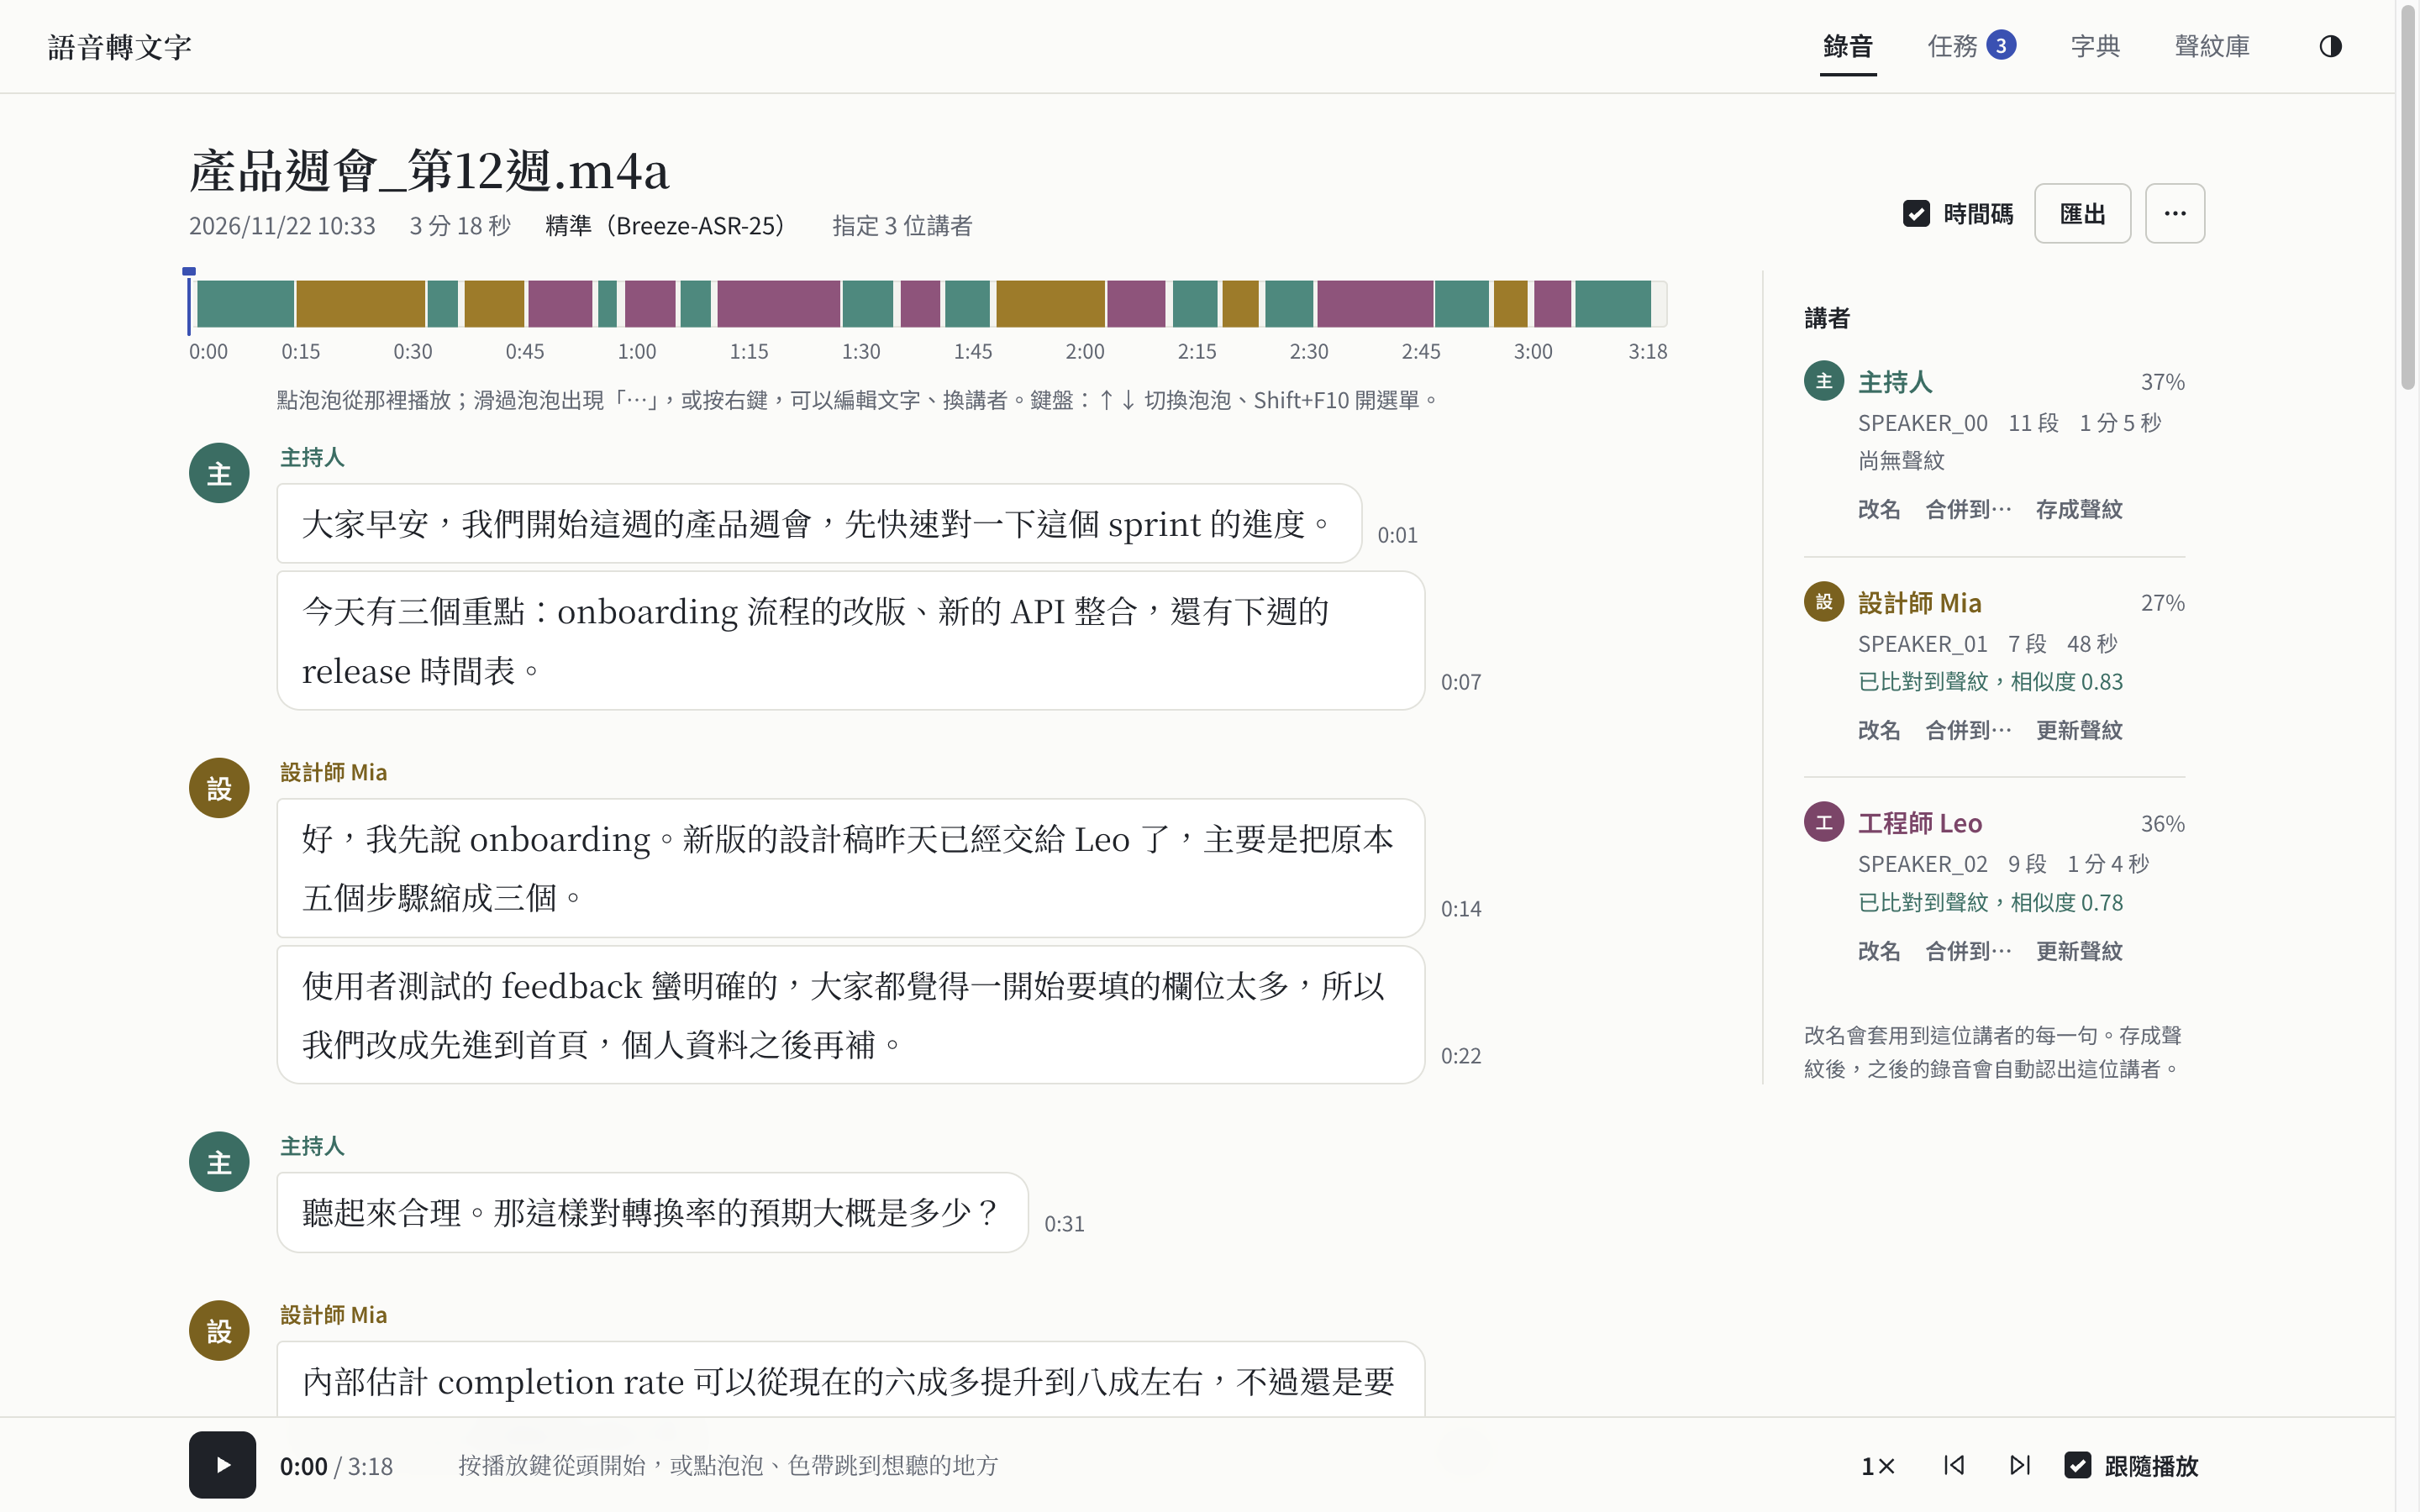 語音轉文字
錄音
任務 3
字典
聲紋庫
產品週會_第12週.m4a
2026/11/22 10:33 3 分 18 秒 精準（Breeze-ASR-25） 指定 3 位講者
時間碼
匯出
⋯
0:00 0:15 0:30 0:45 1:00 1:15 1:30 1:45 2:00 2:15 2:30 2:45 3:00 3:18
點泡泡從那裡播放；滑過泡泡出現「⋯」，或按右鍵，可以編輯文字、換講者。鍵盤：↑↓ 切換泡泡、Shift+F10 開選單。
主
主持人
大家早安，我們開始這週的產品週會，先快速對一下這個 sprint 的進度。
0:01
今天有三個重點：onboarding 流程的改版、新的 API 整合，還有下週的
release 時間表。
0:07
設
設計師 Mia
好，我先說 onboarding。新版的設計稿昨天已經交給 Leo 了，主要是把原本
五個步驟縮成三個。
0:14
使用者測試的 feedback 蠻明確的，大家都覺得一開始要填的欄位太多，所以
我們改成先進到首頁，個人資料之後再補。
0:22
主
主持人
聽起來合理。那這樣對轉換率的預期大概是多少？
0:31
設
設計師 Mia
內部估計 completion rate 可以從現在的六成多提升到八成左右，不過還是要
講者
主 主持人 37%
SPEAKER_00 11 段 1 分 5 秒
尚無聲紋
改名 合併到⋯ 存成聲紋
設 設計師 Mia 27%
SPEAKER_01 7 段 48 秒
已比對到聲紋，相似度 0.83
改名 合併到⋯ 更新聲紋
工 工程師 Leo 36%
SPEAKER_02 9 段 1 分 4 秒
已比對到聲紋，相似度 0.78
改名 合併到⋯ 更新聲紋
改名會套用到這位講者的每一句。存成聲
紋後，之後的錄音會自動認出這位講者。
0:00 / 3:18
按播放鍵從頭開始，或點泡泡、色帶跳到想聽的地方
1×
跟隨播放